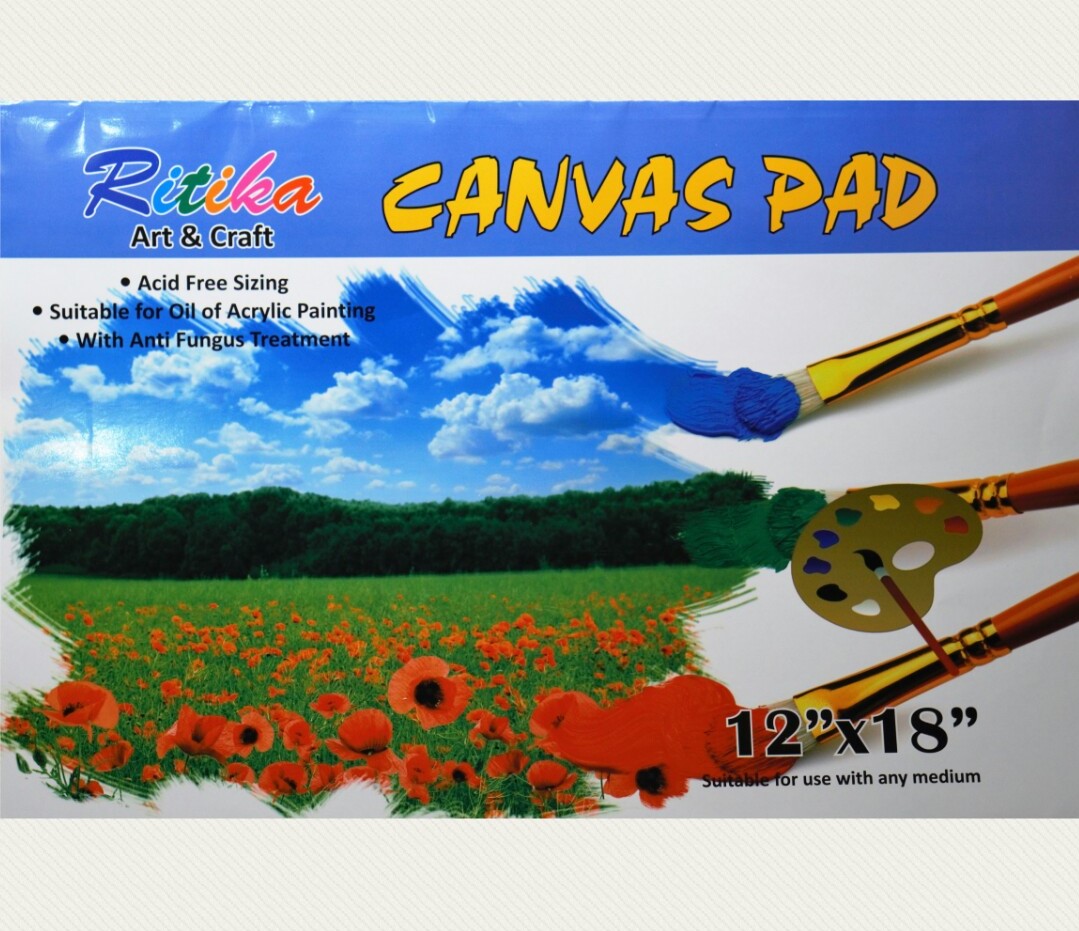 Ritika
Art & Craft
CANVAS PAD
• Acid Free Sizing
• Suitable for Oil of Acrylic Painting
• With Anti Fungus Treatment
12”x18”
Suitable for use with any medium